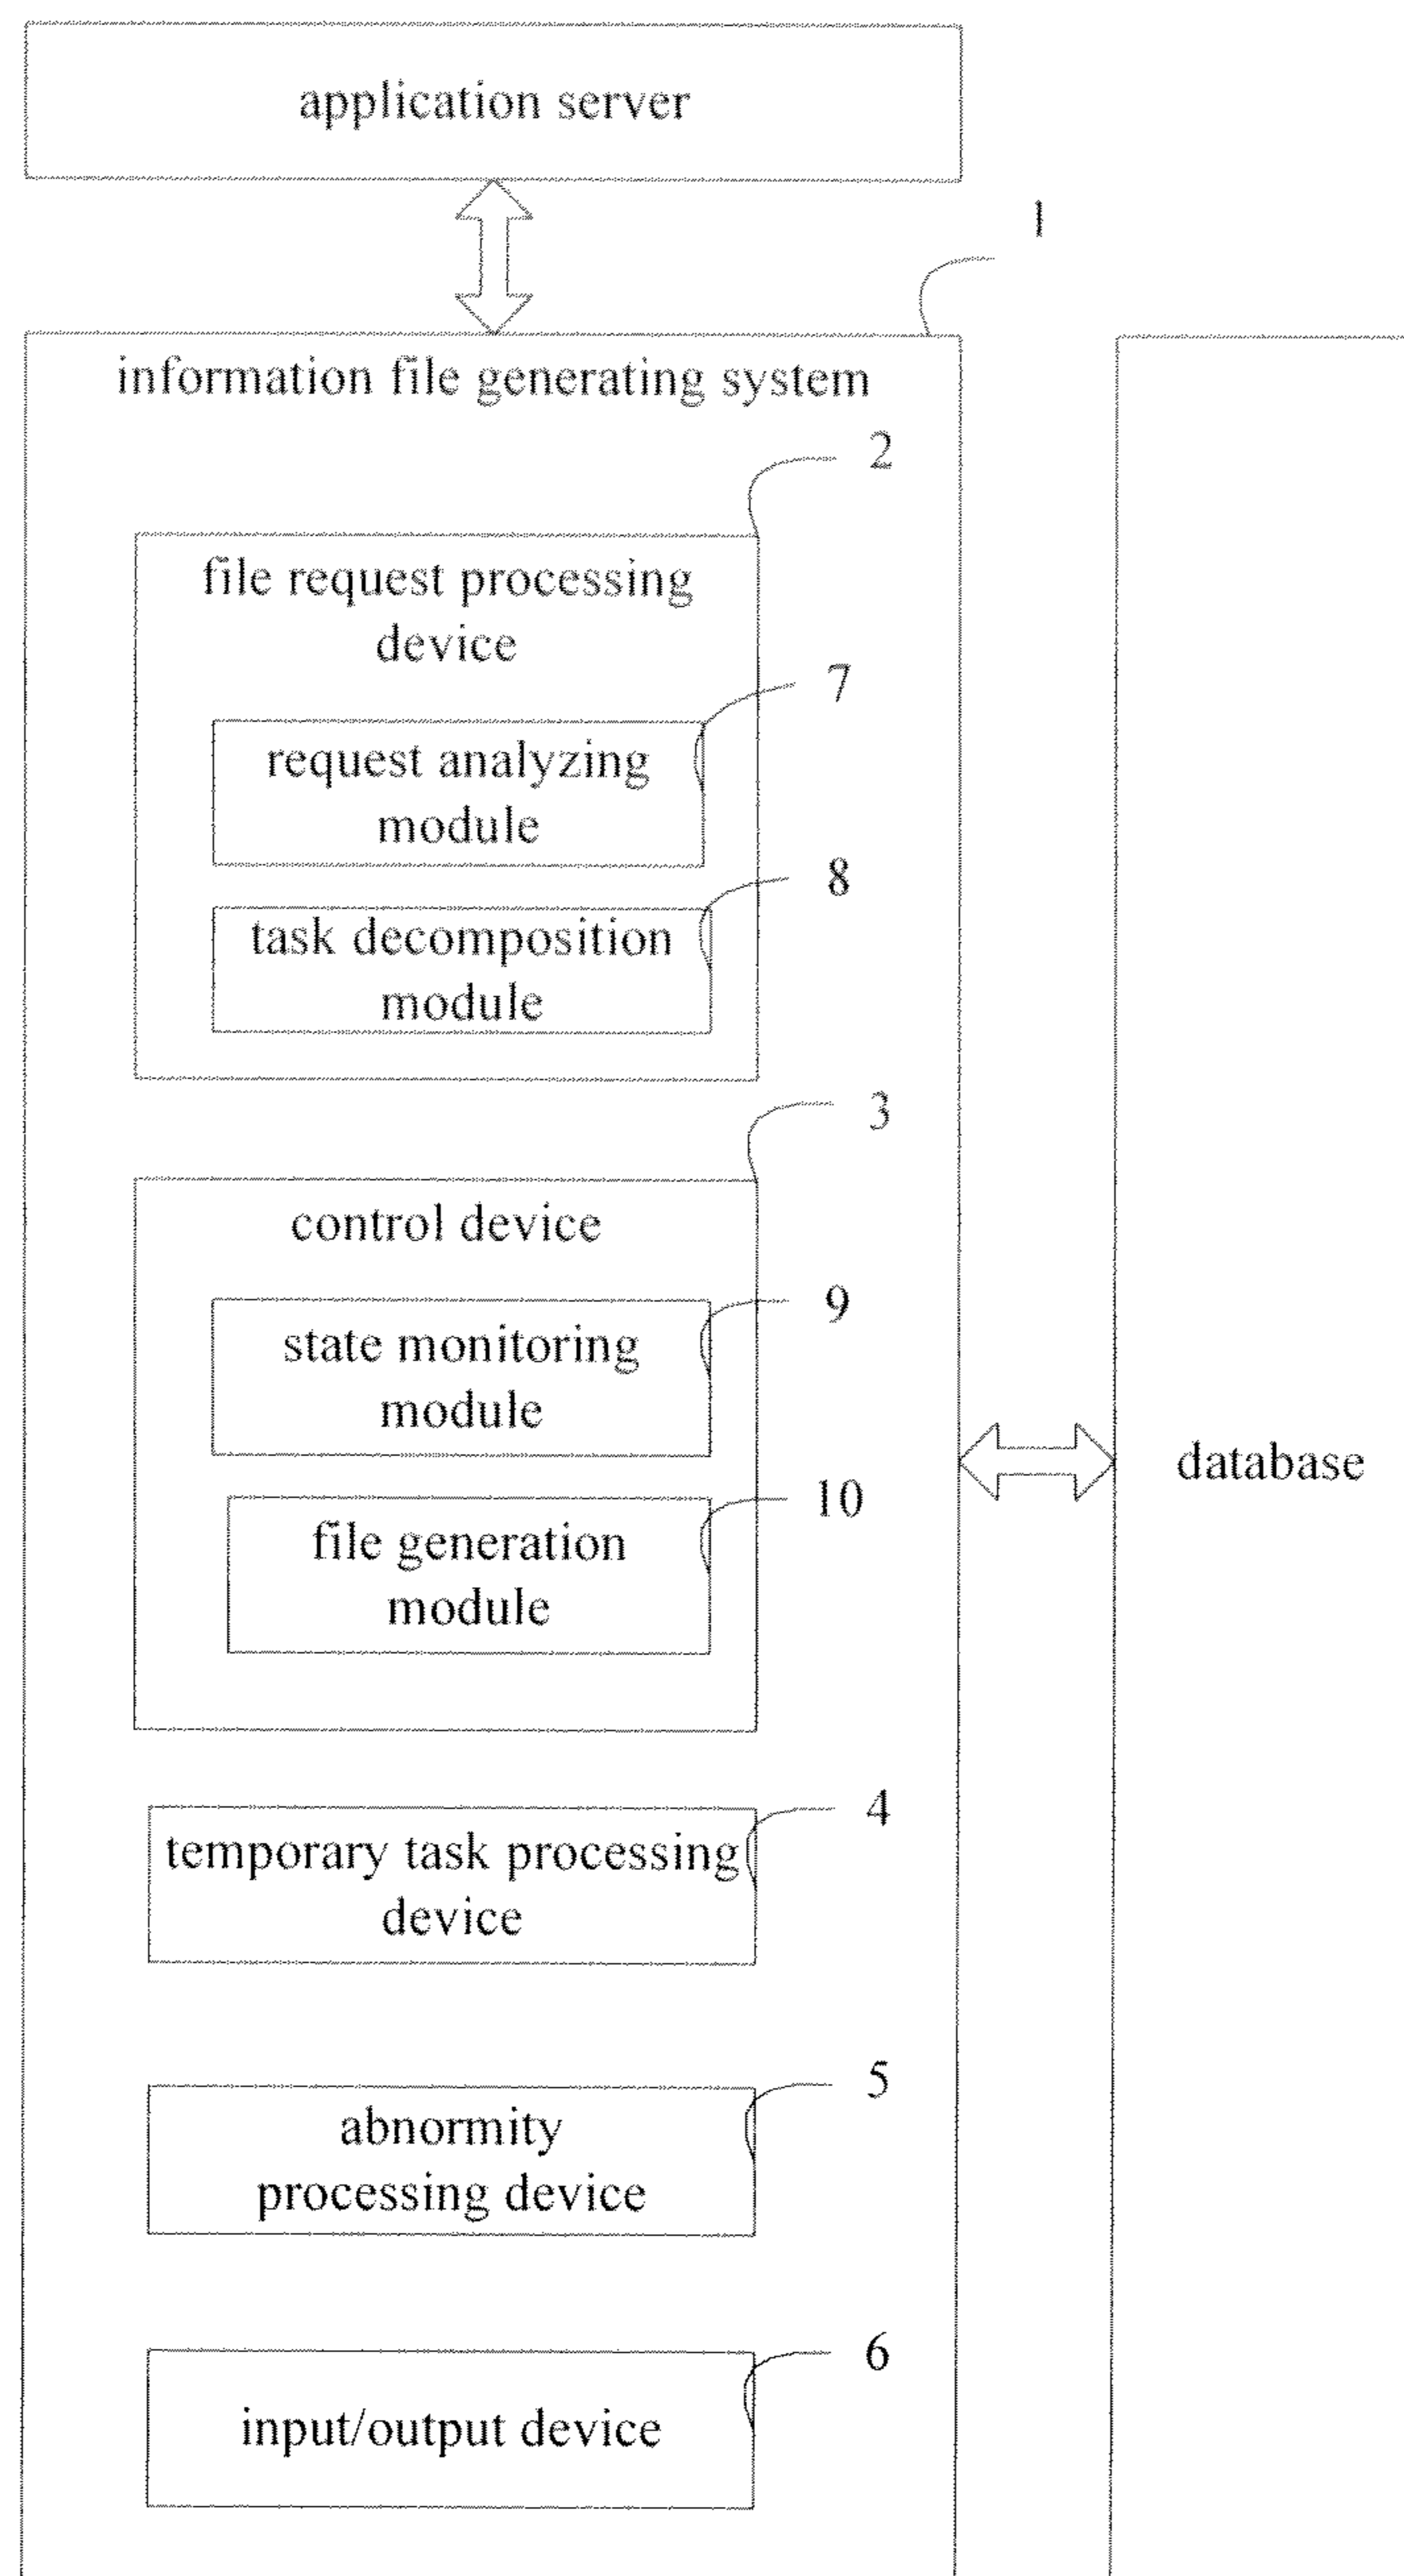 application server
1
information file generating system
2
file request processing
device
7
request analyzing
module
8
task decomposition
module
3
control device
9
state monitoring
module
database
10
file generation
module
4
temporary task processing
device
5
abnormity
processing device
6
input/output device